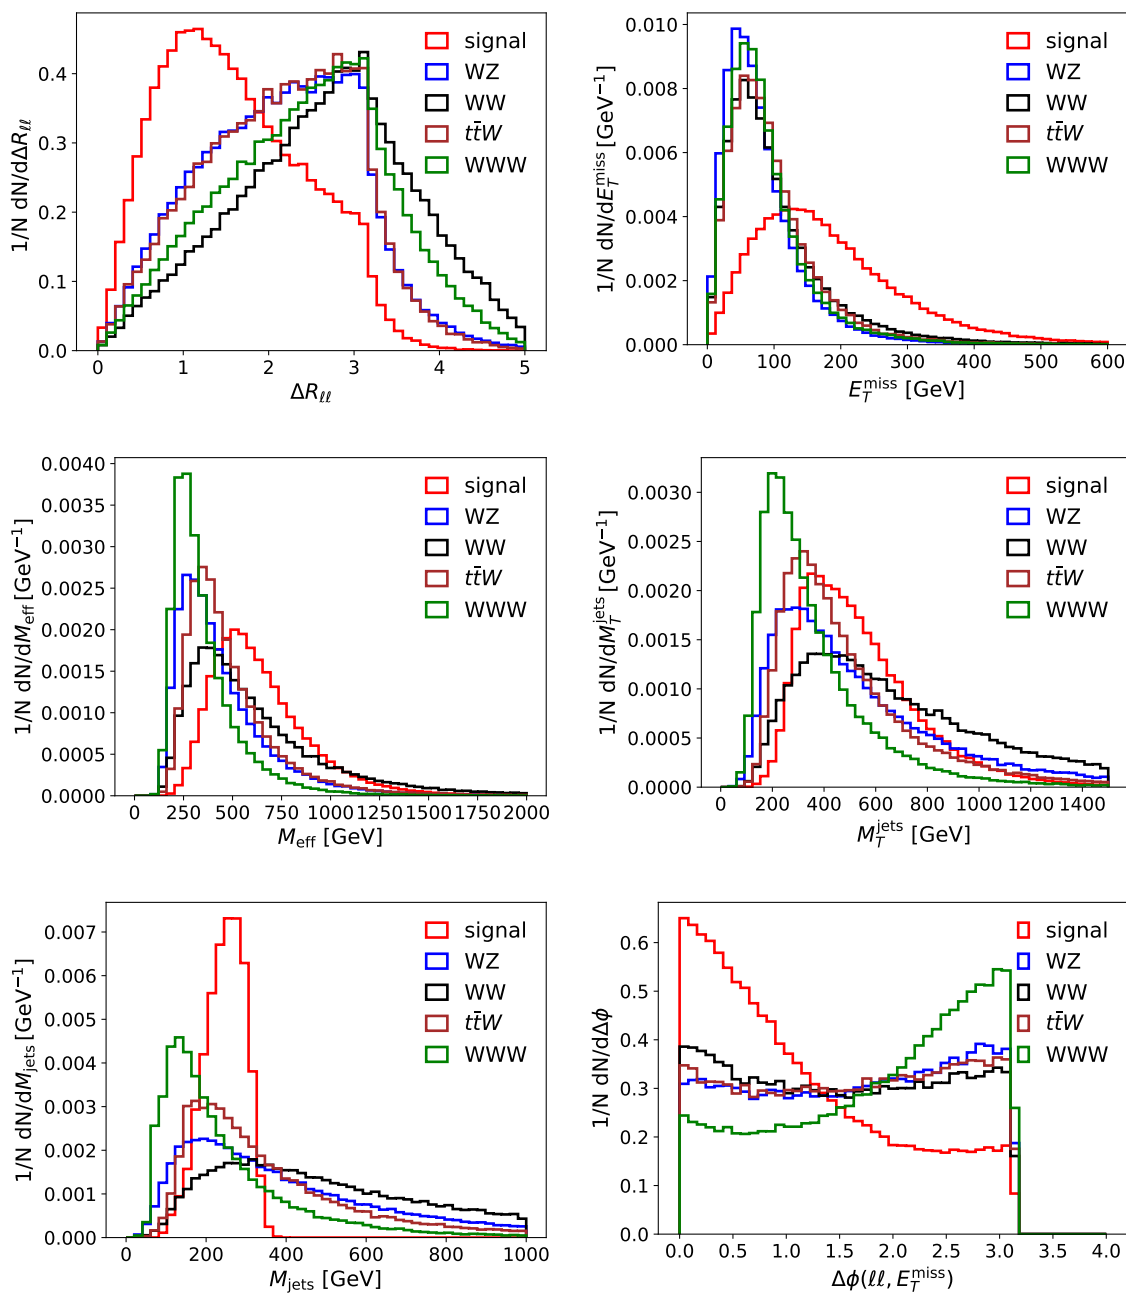 1/N dN/dΔR_ℓℓ
0.4
0.3
0.2
0.1
0.0
0 1 2 3 4 5
ΔR_ℓℓ
signal
WZ
WW
tt̄W
WWW
1/N dN/dE_T^miss [GeV⁻¹]
0.010
0.008
0.006
0.004
0.002
0.000
0 100 200 300 400 500 600
E_T^miss [GeV]
signal
WZ
WW
tt̄W
WWW
1/N dN/dM_eff [GeV⁻¹]
0.0040
0.0035
0.0030
0.0025
0.0020
0.0015
0.0010
0.0005
0.0000
0 250 500 750 1000 1250 1500 1750 2000
M_eff [GeV]
signal
WZ
WW
tt̄W
WWW
1/N dN/dM_T^jets [GeV⁻¹]
0.0030
0.0025
0.0020
0.0015
0.0010
0.0005
0.0000
0 200 400 600 800 1000 1200 1400
M_T^jets [GeV]
signal
WZ
WW
tt̄W
WWW
1/N dN/dM_jets [GeV⁻¹]
0.007
0.006
0.005
0.004
0.003
0.002
0.001
0.000
0 200 400 600 800 1000
M_jets [GeV]
signal
WZ
WW
tt̄W
WWW
1/N dN/dΔϕ
0.6
0.5
0.4
0.3
0.2
0.1
0.0
0.0 0.5 1.0 1.5 2.0 2.5 3.0 3.5 4.0
Δϕ(ℓℓ, E_T^miss)
signal
WZ
WW
tt̄W
WWW